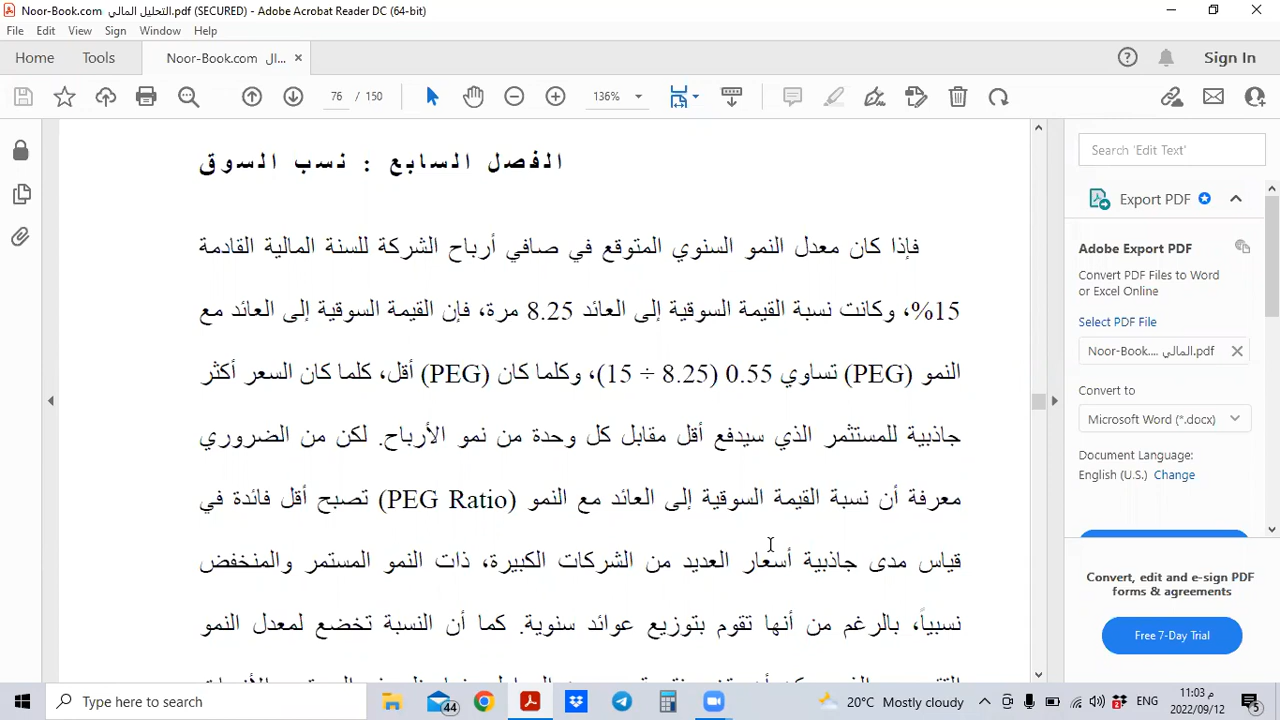 Noor-Book.com التحليل المالي.pdf (SECURED) - Adobe Acrobat Reader DC (64-bit)
File Edit View Sign Window Help
Home Tools Noor-Book.com ال... × Sign In
76 / 150 136%
الفصل السابع : نسب السوق
فإذا كان معدل النمو السنوي المتوقع في صافي أرباح الشركة للسنة المالية القادمة
15%، وكانت نسبة القيمة السوقية إلى العائد 8.25 مرة، فإن القيمة السوقية إلى العائد مع
النمو (PEG) تساوي 0.55 (8.25 ÷ 15)، وكلما كان (PEG) أقل، كلما كان السعر أكثر
جاذبية للمستثمر الذي سيدفع أقل مقابل كل وحدة من نمو الأرباح. لكن من الضروري
معرفة أن نسبة القيمة السوقية إلى العائد مع النمو (PEG Ratio) تصبح أقل فائدة في
قياس مدى جاذبية أسعار العديد من الشركات الكبيرة، ذات النمو المستمر والمنخفض
نسبياً، بالرغم من أنها تقوم بتوزيع عوائد سنوية. كما أن النسبة تخضع لمعدل النمو
Search 'Edit Text'
Export PDF
Adobe Export PDF
Convert PDF Files to Word
or Excel Online
Select PDF File
Noor-Book.... المالي.pdf
Convert to
Microsoft Word (*.docx)
Document Language:
English (U.S.) Change
Convert, edit and e-sign PDF
forms & agreements
Free 7-Day Trial
Type here to search
44
20°C Mostly cloudy
ENG
11:03 م
2022/09/12
5